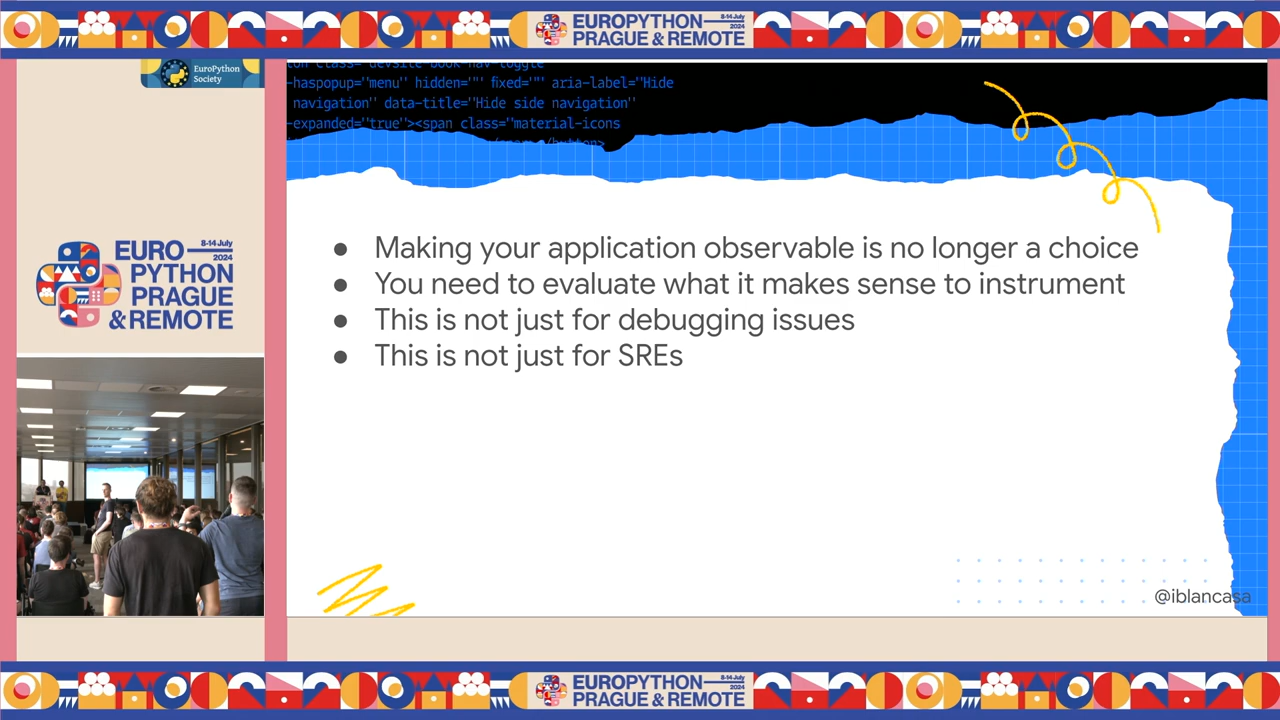 EUROPYTHON
8-14 July
2024
PRAGUE & REMOTE
EuroPython
Society
-haspopup="menu" hidden="" fixed="" aria-label="Hide
navigation" data-title="Hide side navigation"
-expanded="true"><span class="material-icons
EURO
8-14 July
2024
PYTHON
PRAGUE
& REMOTE
● Making your application observable is no longer a choice
● You need to evaluate what it makes sense to instrument
● This is not just for debugging issues
● This is not just for SREs
@iblancasa
EUROPYTHON
8-14 July
2024
PRAGUE & REMOTE